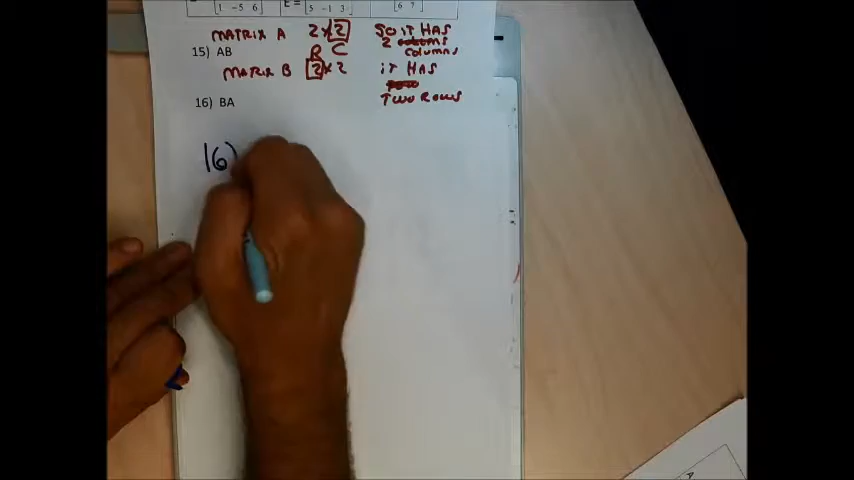 1 -5 6
E =
5 -1 3
6 7
MATRIX A 2x2 SO IT HAS
2 columns
R C columns
15) AB
MATRIX B 2x2 IT HAS
16) BA
TWO ROWS
16)